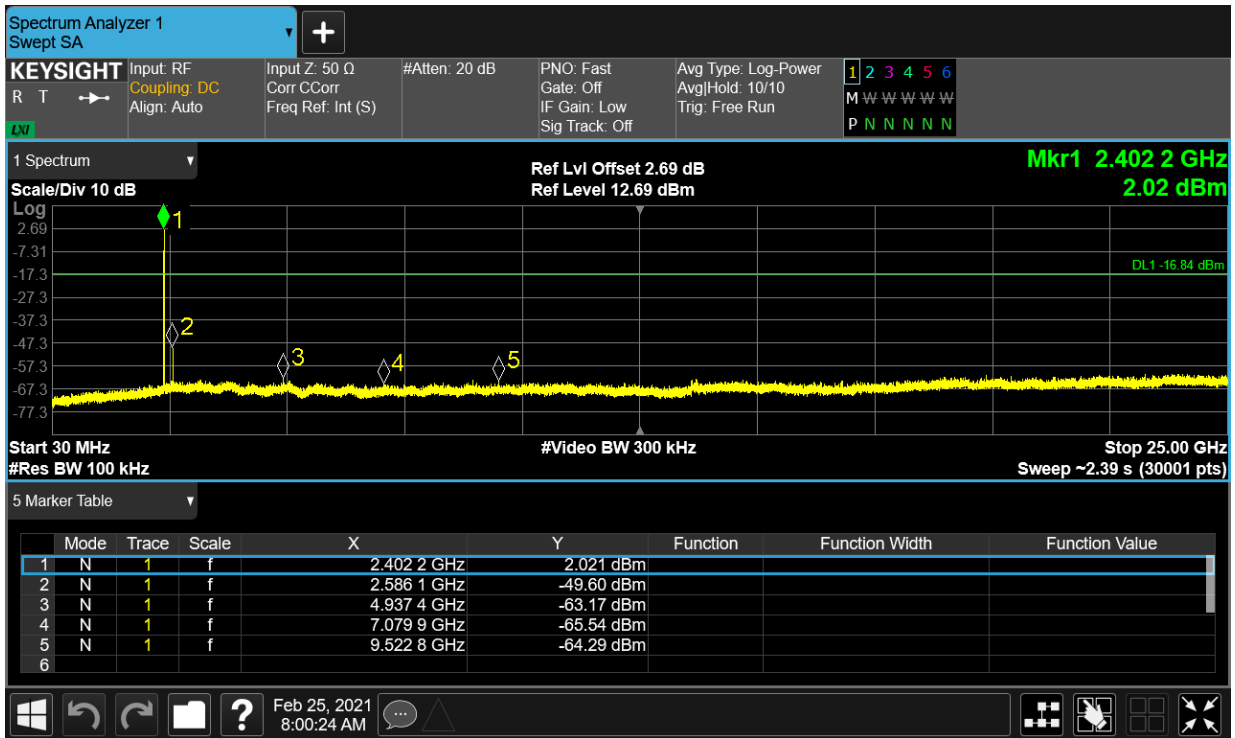 Spectrum Analyzer 1
Swept SA
KEYSIGHT
R T
LXI
Input: RF
Coupling: DC
Align: Auto
Input Z: 50 Ω
Corr CCorr
Freq Ref: Int (S)
#Atten: 20 dB
PNO: Fast
Gate: Off
IF Gain: Low
Sig Track: Off
Avg Type: Log-Power
Avg|Hold: 10/10
Trig: Free Run
1 2 3 4 5 6
M W W W W W
P N N N N N
1 Spectrum
Scale/Div 10 dB
Ref Lvl Offset 2.69 dB
Ref Level 12.69 dBm
Mkr1 2.402 2 GHz
2.02 dBm
Log
2.69
-7.31
-17.3
-27.3
-37.3
-47.3
-57.3
-67.3
-77.3
1
2
3
4
5
DL1 -16.84 dBm
Start 30 MHz
#Video BW 300 kHz
Stop 25.00 GHz
#Res BW 100 kHz
Sweep ~2.39 s (30001 pts)
5 Marker Table
Mode Trace Scale X Y Function Function Width Function Value
1 N 1 f 2.402 2 GHz 2.021 dBm
2 N 1 f 2.586 1 GHz -49.60 dBm
3 N 1 f 4.937 4 GHz -63.17 dBm
4 N 1 f 7.079 9 GHz -65.54 dBm
5 N 1 f 9.522 8 GHz -64.29 dBm
6
?
Feb 25, 2021
8:00:24 AM